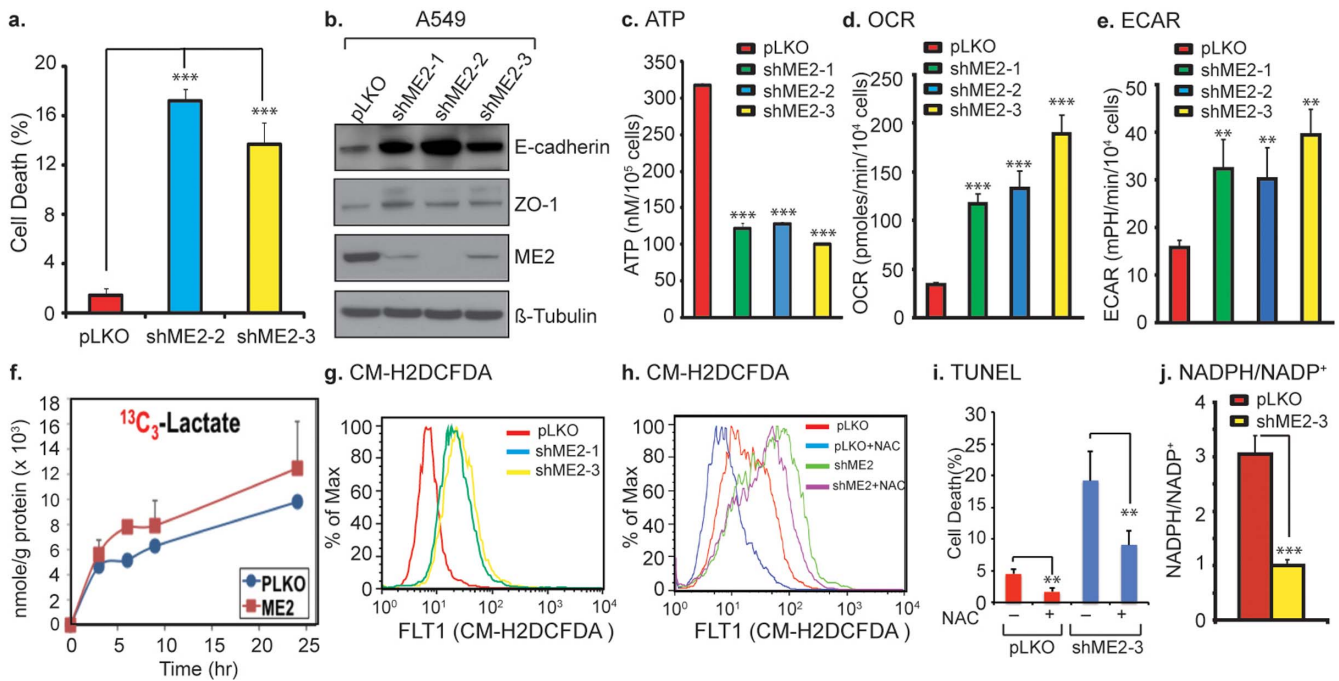 a.
Cell Death (%)
20
16
12
8
4
0
***
***
pLKO shME2-2 shME2-3
b.
A549
pLKO shME2-1 shME2-2 shME2-3
E-cadherin
ZO-1
ME2
ß-Tubulin
c. ATP
pLKO
shME2-1
shME2-2
shME2-3
ATP (nM/10⁵ cells)
350
300
250
200
150
100
50
0
*** *** ***
d. OCR
pLKO
shME2-1
shME2-2
shME2-3
OCR (pmoles/min/10⁴ cells)
250
200
150
100
50
0
*** *** ***
e. ECAR
pLKO
shME2-1
shME2-2
shME2-3
ECAR (mPH/min/10⁴ cells)
50
40
30
20
10
0
** ** **
f.
¹³C₃-Lactate
nmole/g protein (x 10³)
18
16
14
12
10
8
6
4
2
0
0 5 10 15 20 25
Time (hr)
PLKO
ME2
g. CM-H2DCFDA
pLKO
shME2-1
shME2-3
% of Max
100
80
60
40
20
0
10⁰ 10¹ 10² 10³ 10⁴
FLT1 (CM-H2DCFDA )
h. CM-H2DCFDA
pLKO
pLKO+NAC
shME2
shME2+NAC
% of Max
100
80
60
40
20
0
10⁰ 10¹ 10² 10³ 10⁴
FLT1 (CM-H2DCFDA )
i. TUNEL
Cell Death(%)
30
25
20
15
10
5
0
**
**
NAC – + – +
pLKO shME2-3
j. NADPH/NADP⁺
pLKO
shME2-3
NADPH/NADP⁺
4
3
2
1
0
***